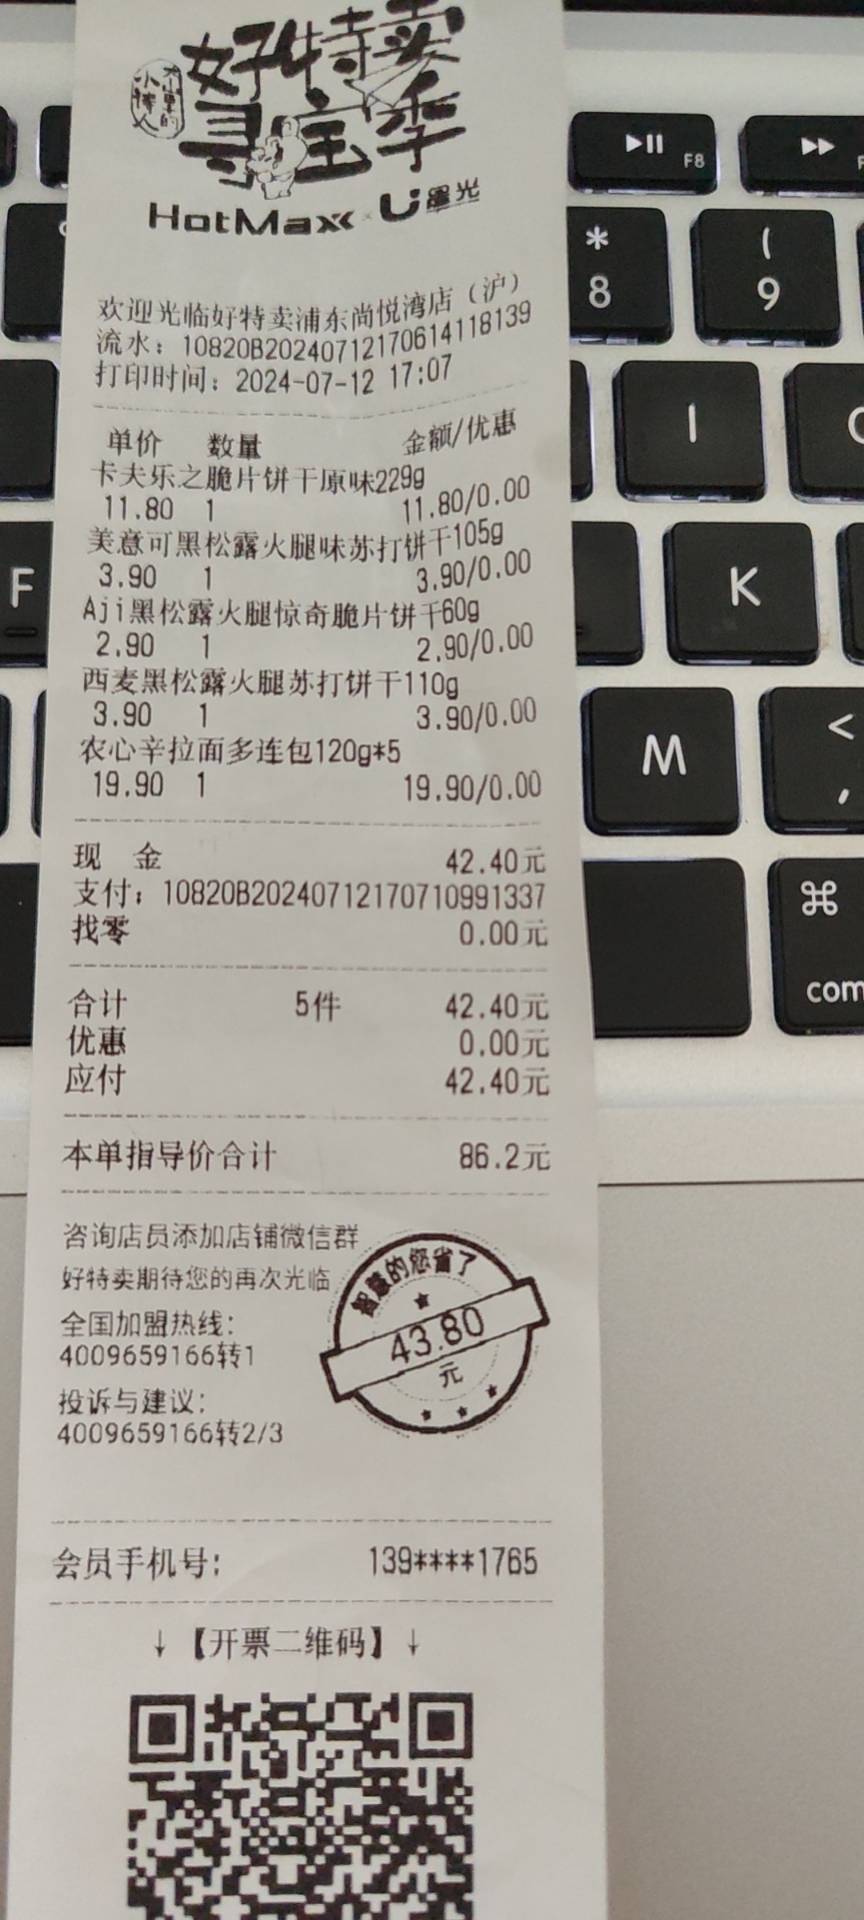 好特卖
寻宝季
HotMaxx × U星光
欢迎光临好特卖浦东尚悦湾店（沪）
流水：10820B20240712170614118139
打印时间：2024-07-12 17:07
单价 数量 金额/优惠
卡夫乐之脆片饼干原味229g
11.80 1 11.80/0.00
美意可黑松露火腿味苏打饼干105g
3.90 1 3.90/0.00
Aji黑松露火腿惊奇脆片饼干60g
2.90 1 2.90/0.00
西麦黑松露火腿苏打饼干110g
3.90 1 3.90/0.00
农心辛拉面多连包120g*5
19.90 1 19.90/0.00
现 金 42.40元
支付：10820B20240712170710991337
找零 0.00元
合计 5件 42.40元
优惠 0.00元
应付 42.40元
本单指导价合计 86.2元
咨询店员添加店铺微信群
好特卖期待您的再次光临
全国加盟热线：
4009659166转1
投诉与建议：
4009659166转2/3
智慧的您省了
43.80
元
会员手机号： 139****1765
↓【开票二维码】↓
F8
*
8
(
9
I
F
K
M
<
,
⌘
com